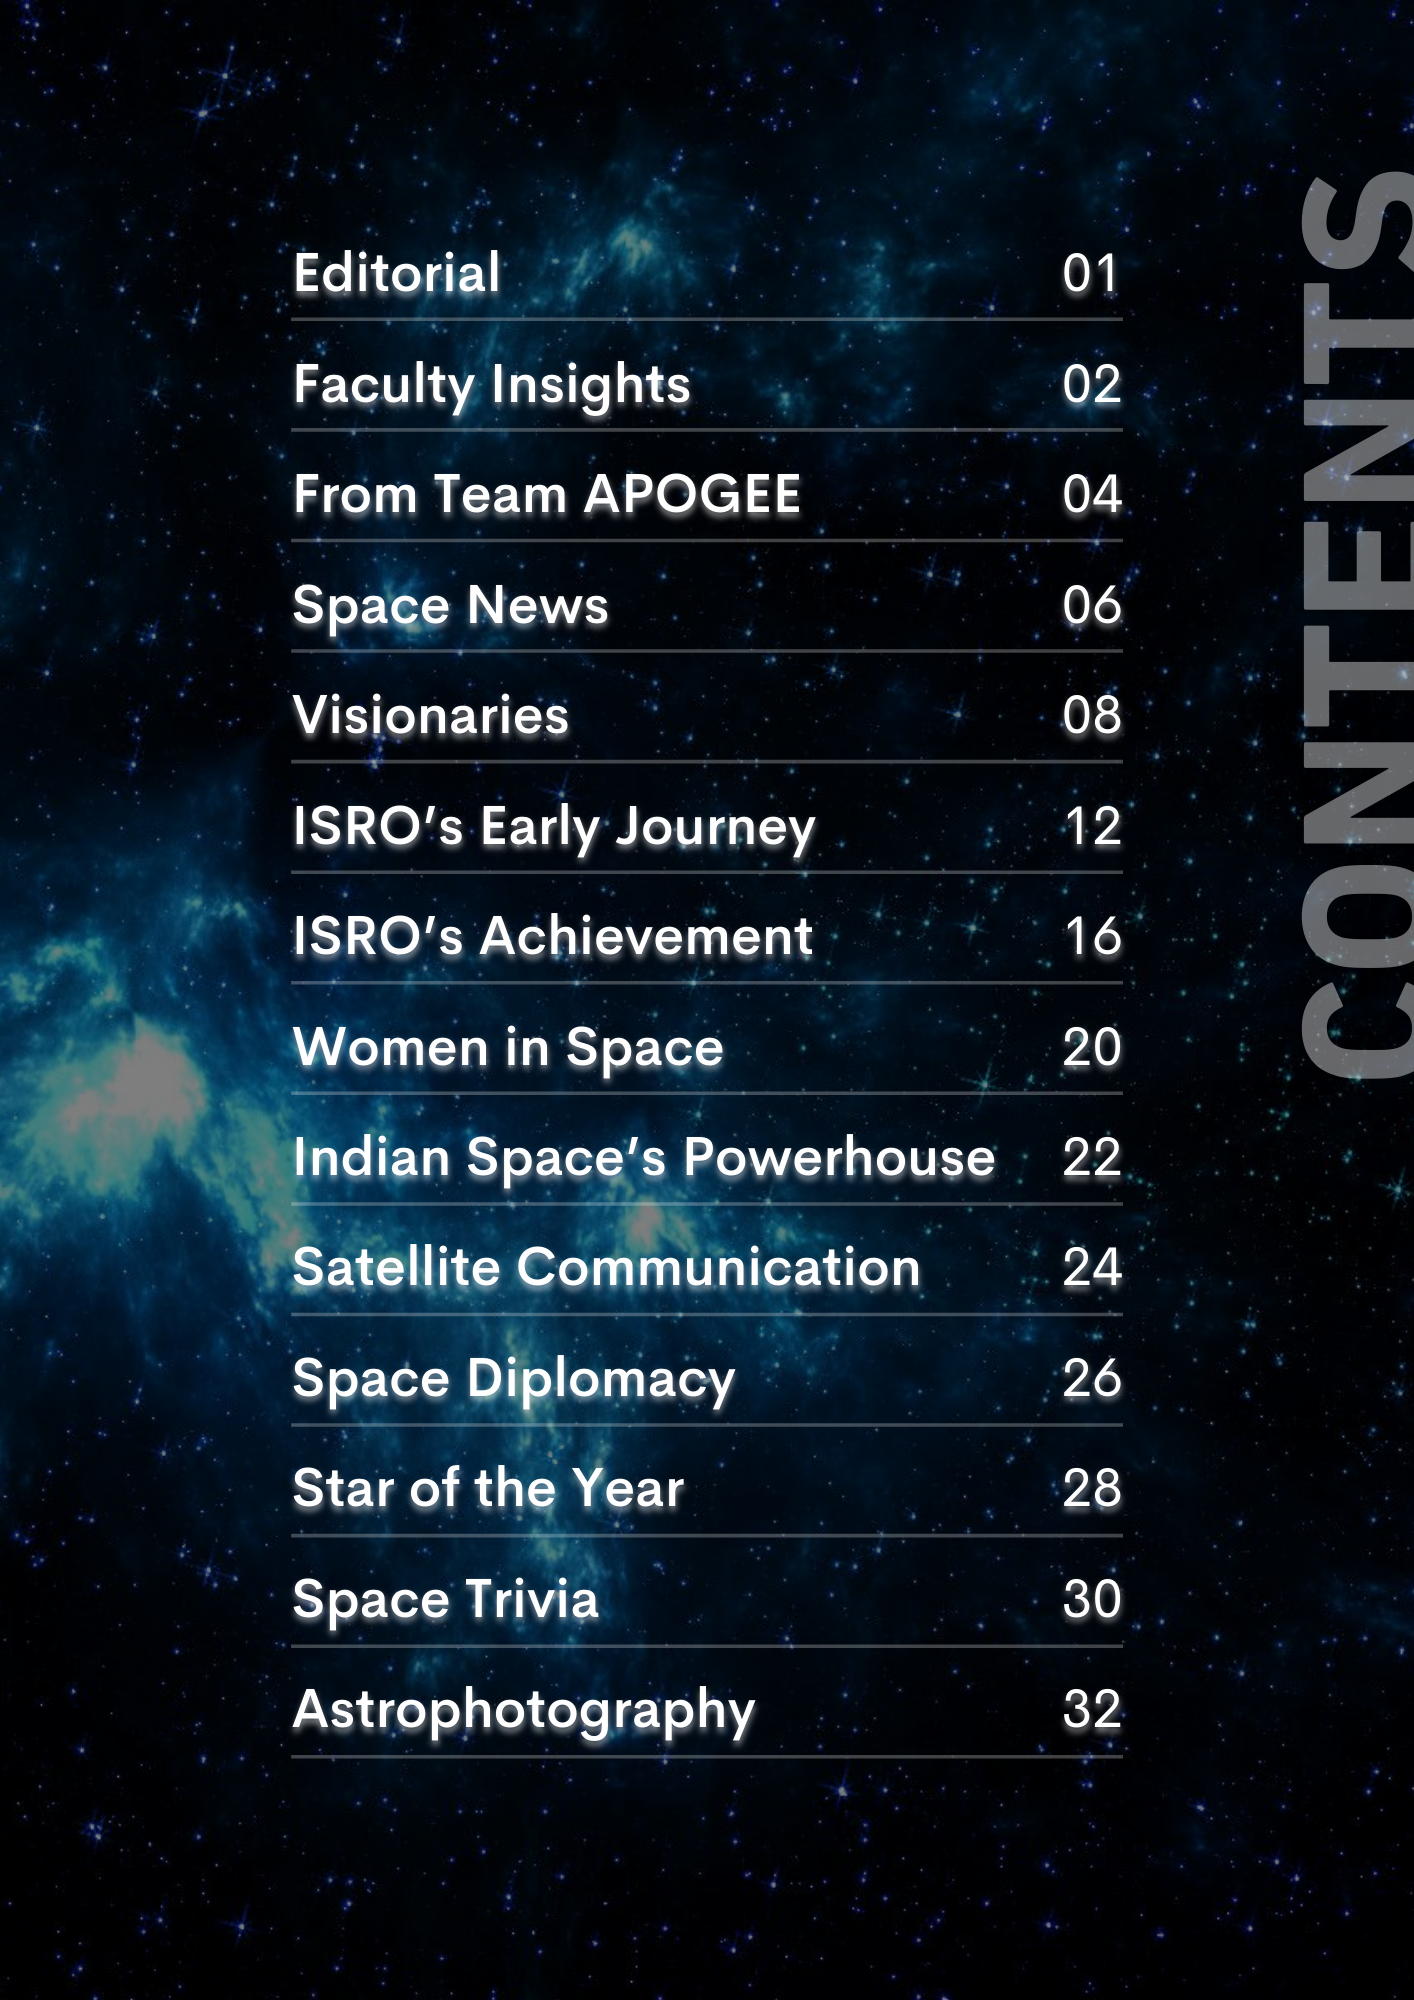 CONTENTS
Editorial 01
Faculty Insights 02
From Team APOGEE 04
Space News 06
Visionaries 08
ISRO’s Early Journey 12
ISRO’s Achievement 16
Women in Space 20
Indian Space’s Powerhouse 22
Satellite Communication 24
Space Diplomacy 26
Star of the Year 28
Space Trivia 30
Astrophotography 32